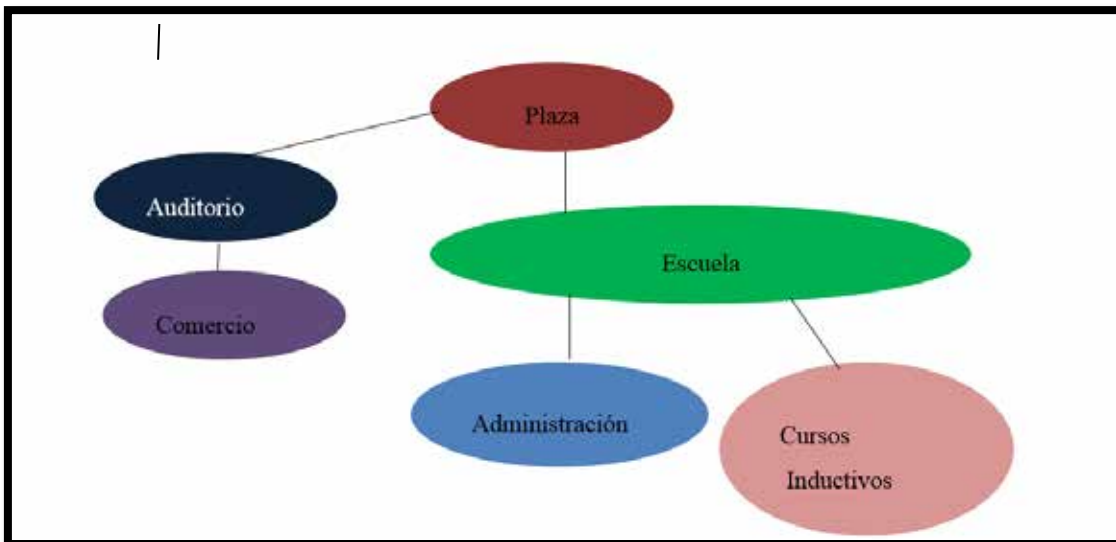 Plaza
Auditorio
Escuela
Comercio
Administración
Cursos
Inductivos